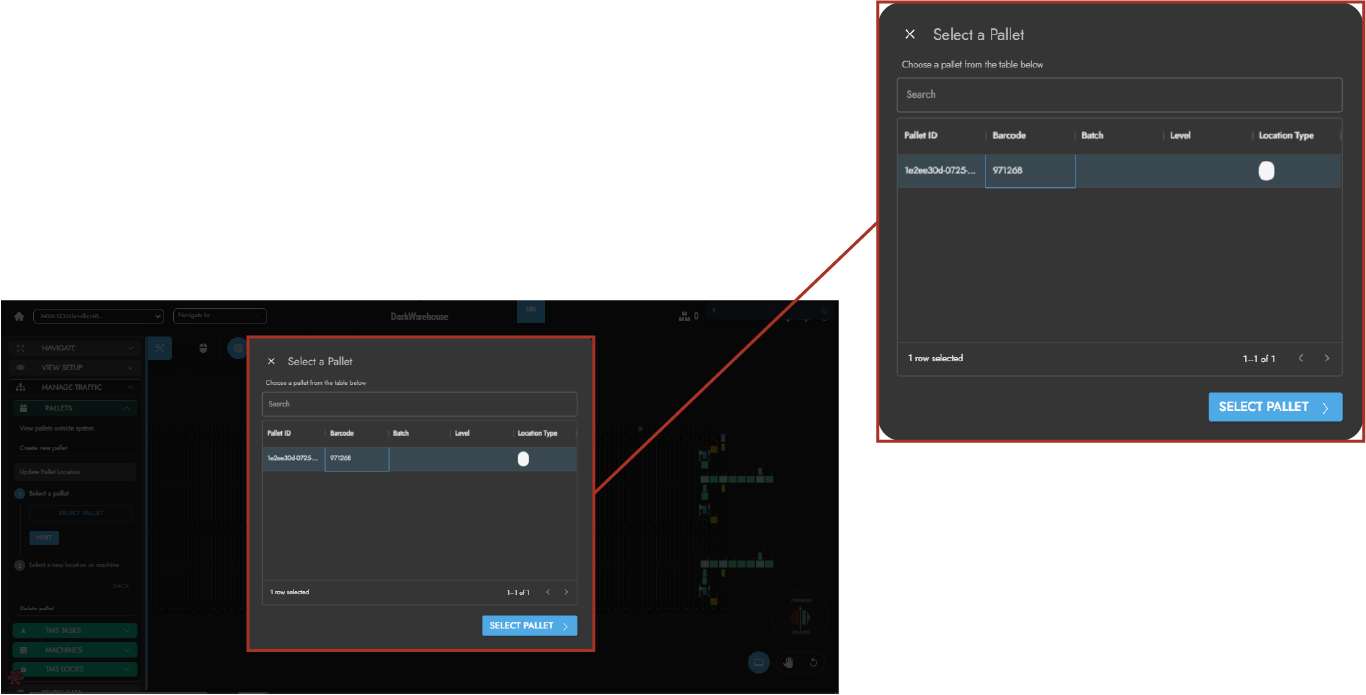 Select a Pallet
Choose a pallet from the table below
Search
Pallet ID Barcode Batch Level Location Type
1e2ee30d-0725-... 971268
1 row selected 1–1 of 1
SELECT PALLET
Navigate to
DarkWarehouse
M
MM 0
NAVIGATE
VIEW SETUP
MANAGE TRAFFIC
PALLETS
View pallets outside system
Create new pallet
Update Pallet Location
1 Select a pallet
SELECT PALLET
NEXT
2 Select a new location or machine
BACK
Delete pallet
TMS TASKS
MACHINES
TMS LOCKS
Select a Pallet
Choose a pallet from the table below
Search
Pallet ID Barcode Batch Level Location Type
1e2ee30d-0725-... 971268
1 row selected 1–1 of 1
SELECT PALLET